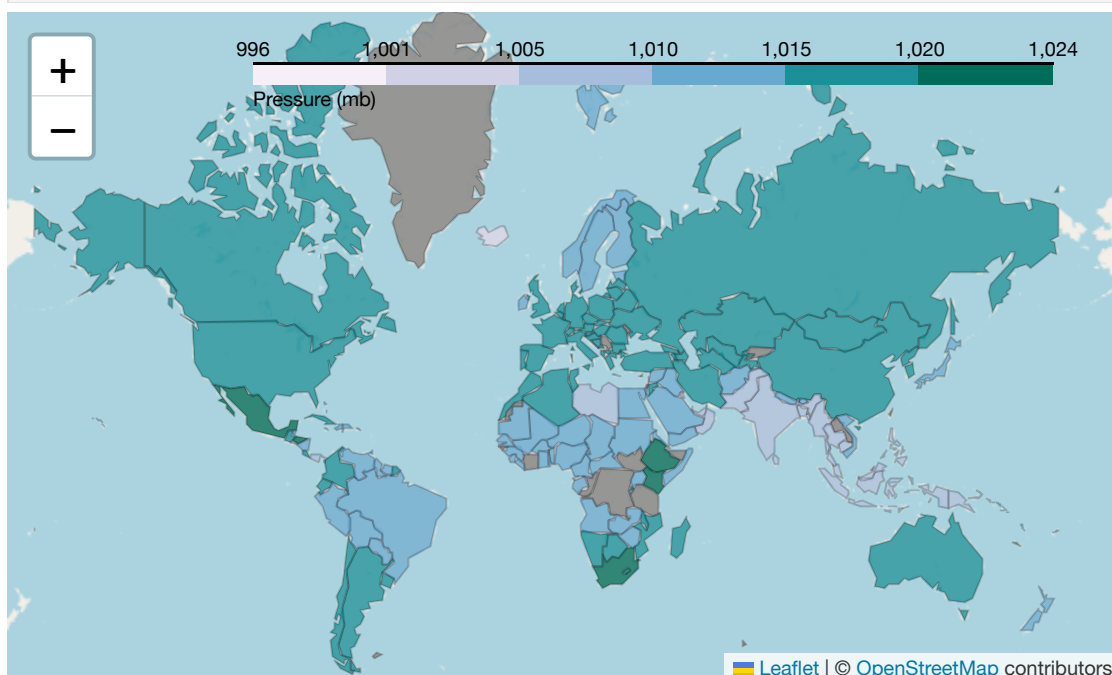 +
−
996 1,001 1,005 1,010 1,015 1,020 1,024
Pressure (mb)
Leaflet | © OpenStreetMap contributors